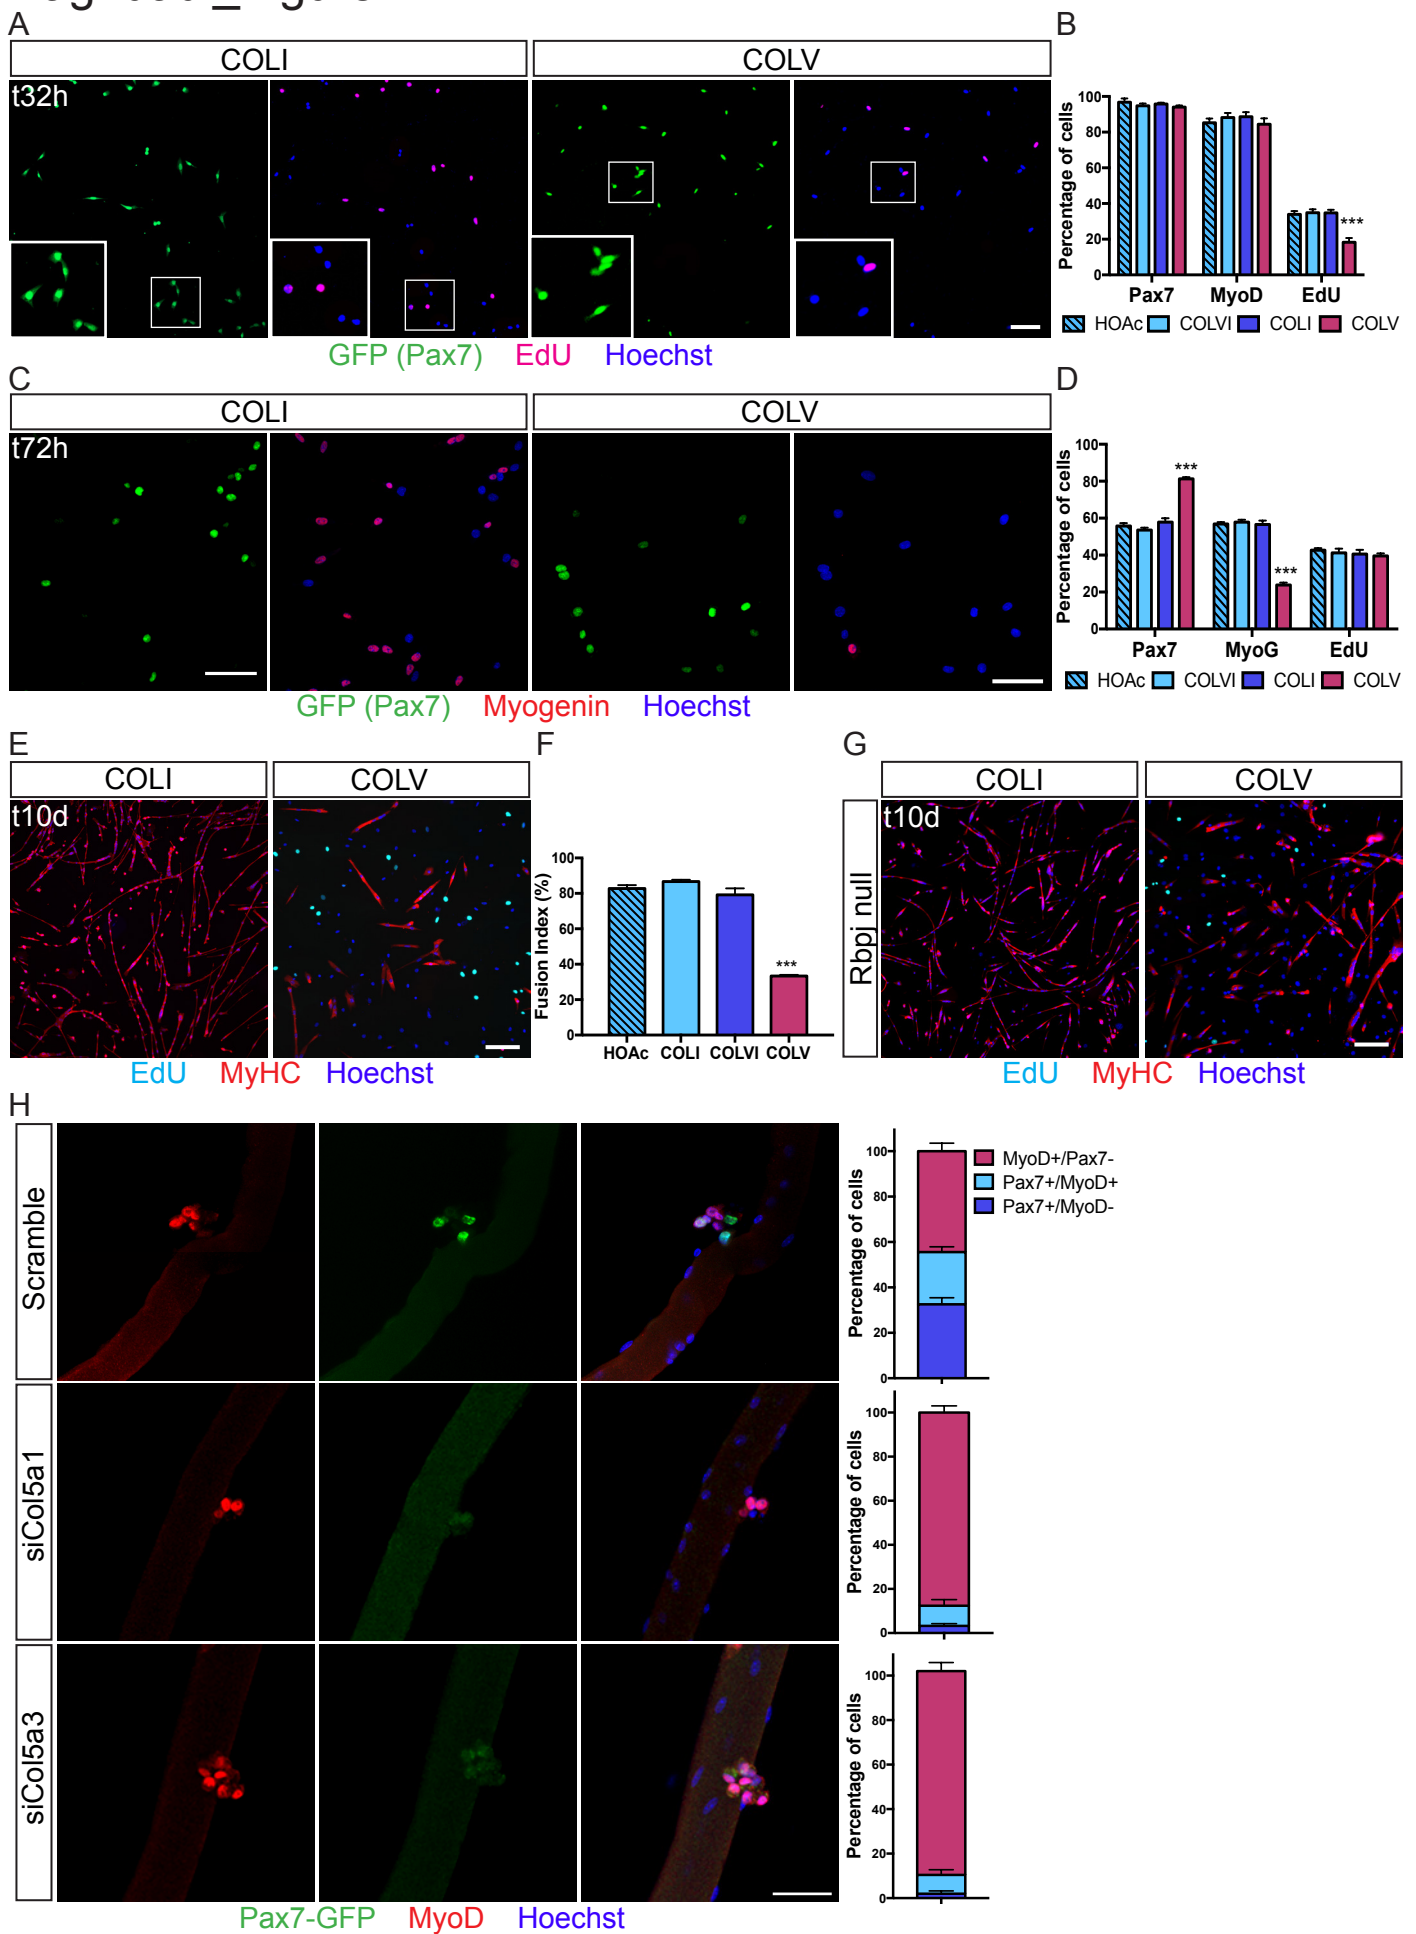 A
COLI
COLV
t32h
GFP (Pax7) EdU Hoechst
B
Percentage of cells
100
80
60
40
20
0
***
Pax7 MyoD EdU
HOAc COLVI COLI COLV
C
COLI
COLV
t72h
GFP (Pax7) Myogenin Hoechst
D
Percentage of cells
100
80
60
40
20
0
***
***
Pax7 MyoG EdU
HOAc COLVI COLI COLV
E
COLI
COLV
t10d
EdU MyHC Hoechst
F
Fusion Index (%)
100
80
60
40
20
0
***
HOAc COLI COLVI COLV
G
COLI
COLV
Rbpj null
t10d
EdU MyHC Hoechst
H
Scramble
Percentage of cells
100
80
60
40
20
0
MyoD+/Pax7-
Pax7+/MyoD+
Pax7+/MyoD-
siCol5a1
Percentage of cells
100
80
60
40
20
0
siCol5a3
Percentage of cells
100
80
60
40
20
0
Pax7-GFP MyoD Hoechst